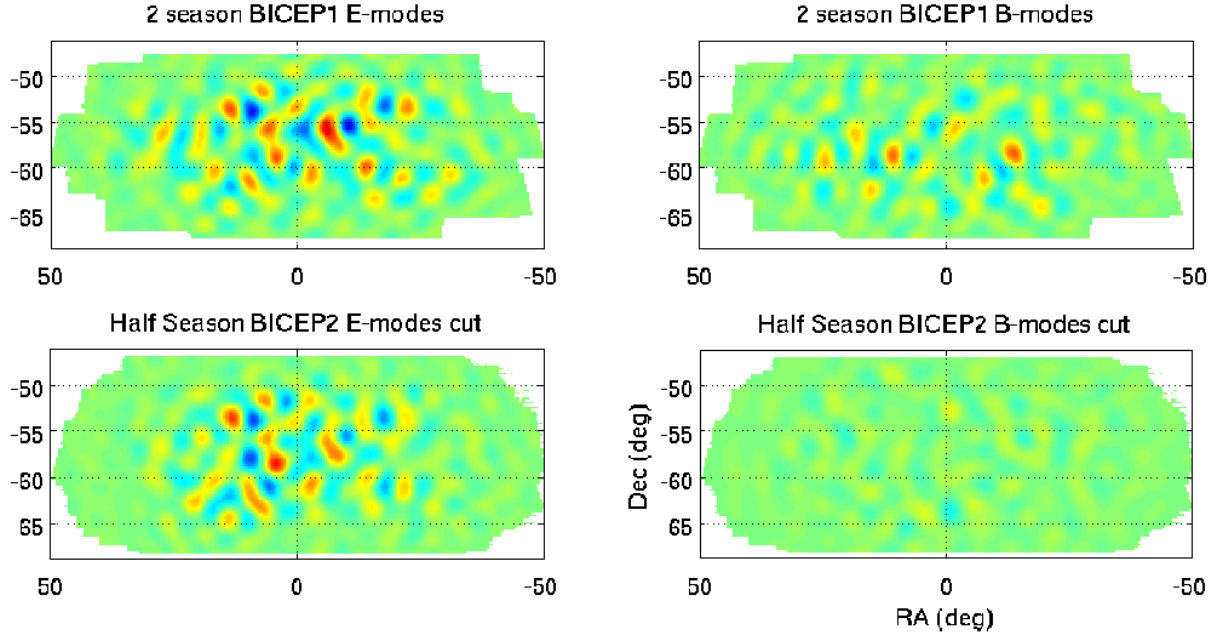 2 season BICEP1 E-modes
2 season BICEP1 B-modes
-50
-55
-60
-65
50 0 -50
-50
-55
-60
-65
50 0 -50
Half Season BICEP2 E-modes cut
Half Season BICEP2 B-modes cut
-50
-55
-60
65
50 0 -50
Dec (deg)
-50
-55
-60
65
50 0 -50
RA (deg)